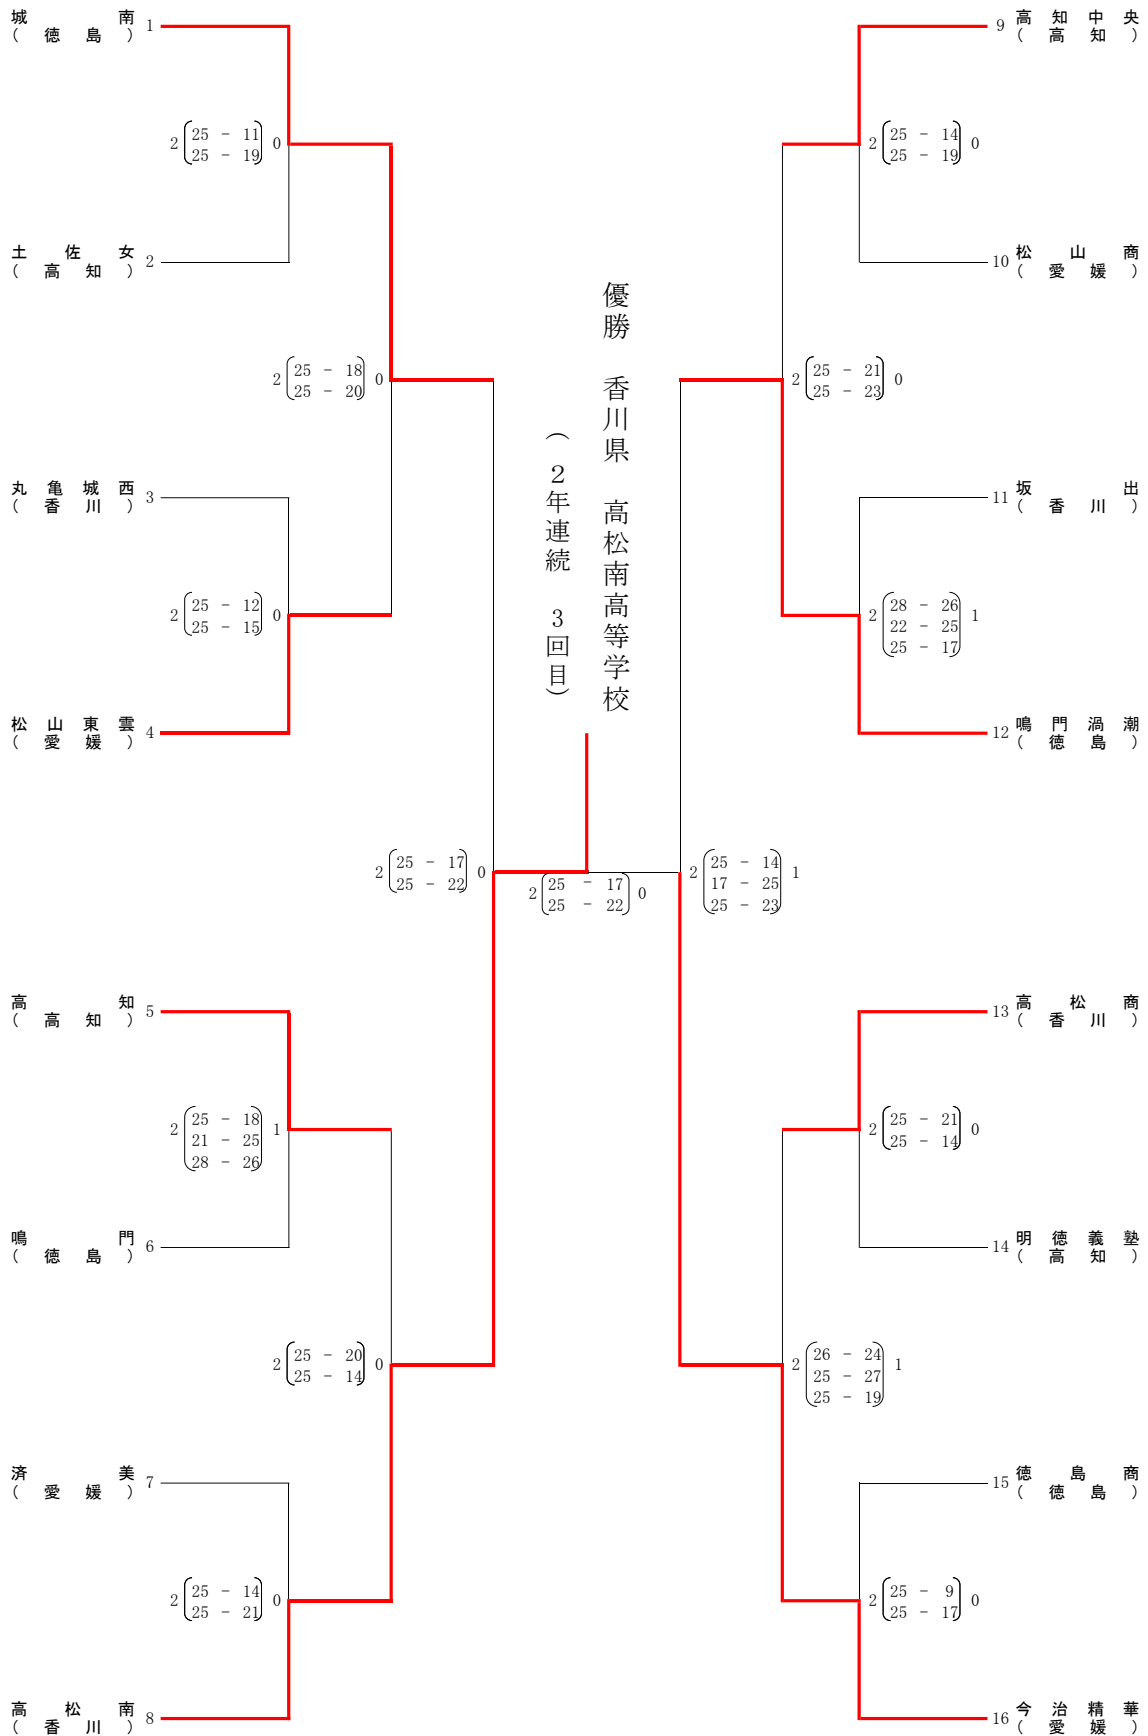 城南 1
(徳島)
2 25 - 11 0
25 - 19
土佐女 2
(高知)
2 25 - 18 0
25 - 20
丸亀城西 3
(香川)
2 25 - 12 0
25 - 15
松山東雲 4
(愛媛)
2 25 - 17 0
25 - 22
高知 5
(高知)
2 25 - 18 1
21 - 25
28 - 26
鳴門 6
(徳島)
2 25 - 20 0
25 - 14
済美 7
(愛媛)
2 25 - 14 0
25 - 21
高松南 8
(香川)
優勝 香川県 高松南高等学校
(2年連続 3回目)
2 25 - 17 0
25 - 22
9 高知中央
(高知)
2 25 - 14 0
25 - 19
10 松山商
(愛媛)
2 25 - 21 0
25 - 23
11 坂出
(香川)
2 28 - 26 1
22 - 25
25 - 17
12 鳴門渦潮
(徳島)
2 25 - 14 1
17 - 25
25 - 23
13 高松商
(香川)
2 25 - 21 0
25 - 14
14 明徳義塾
(高知)
2 26 - 24 1
25 - 27
25 - 19
15 徳島商
(徳島)
2 25 - 9 0
25 - 17
16 今治精華
(愛媛)